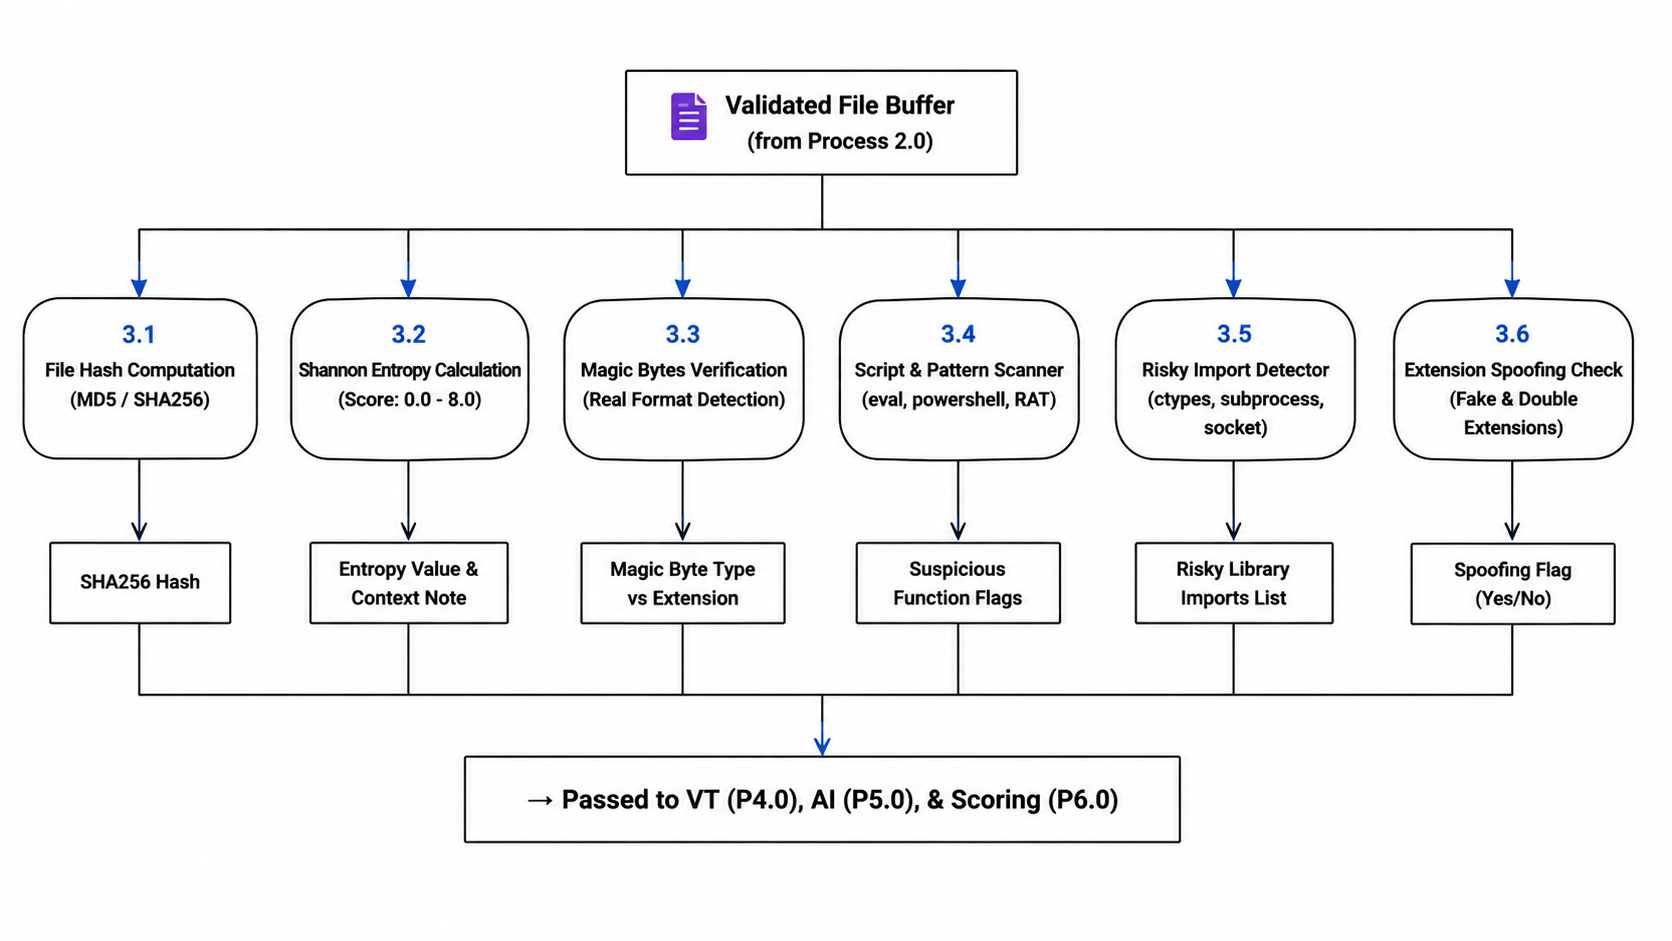 Validated File Buffer
(from Process 2.0)
3.1
File Hash Computation
(MD5 / SHA256)
3.2
Shannon Entropy Calculation
(Score: 0.0 - 8.0)
3.3
Magic Bytes Verification
(Real Format Detection)
3.4
Script & Pattern Scanner
(eval, powershell, RAT)
3.5
Risky Import Detector
(ctypes, subprocess,
socket)
3.6
Extension Spoofing Check
(Fake & Double
Extensions)
SHA256 Hash
Entropy Value &
Context Note
Magic Byte Type
vs Extension
Suspicious
Function Flags
Risky Library
Imports List
Spoofing Flag
(Yes/No)
→ Passed to VT (P4.0), AI (P5.0), & Scoring (P6.0)